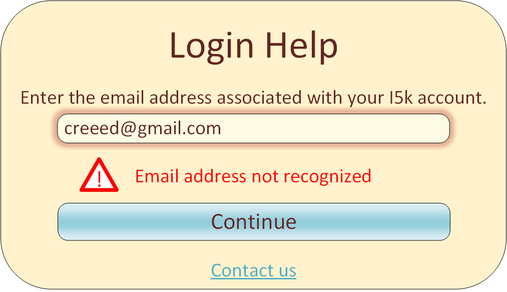 Login Help
Enter the email address associated with your I5k account.
creeed@gmail.com
! Email address not recognized
Continue
Contact us